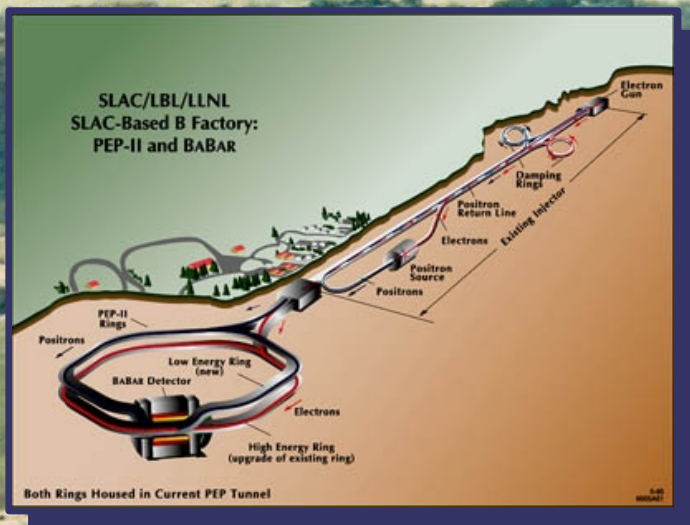 SLAC/LBL/LLNL
SLAC-Based B Factory:
PEP-II and BABAR
Electron
Gun
Damping
Rings
Positron
Return Line
Existing Injector
Electrons
Positron
Source
Positrons
PEP-II
Rings
Positrons
Low Energy Ring
(new)
BABAR Detector
Electrons
High Energy Ring
(upgrade of existing ring)
Both Rings Housed in Current PEP Tunnel